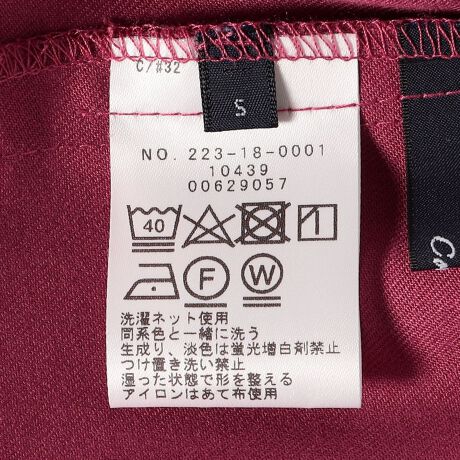 C/#32
S
NO. 223-18-0001
10439
00629057
40
F W
洗濯ネット使用
同系色と一緒に洗う
生成り、淡色は蛍光増白剤禁止
つけ置き洗い禁止
湿った状態で形を整える
アイロンはあて布使用